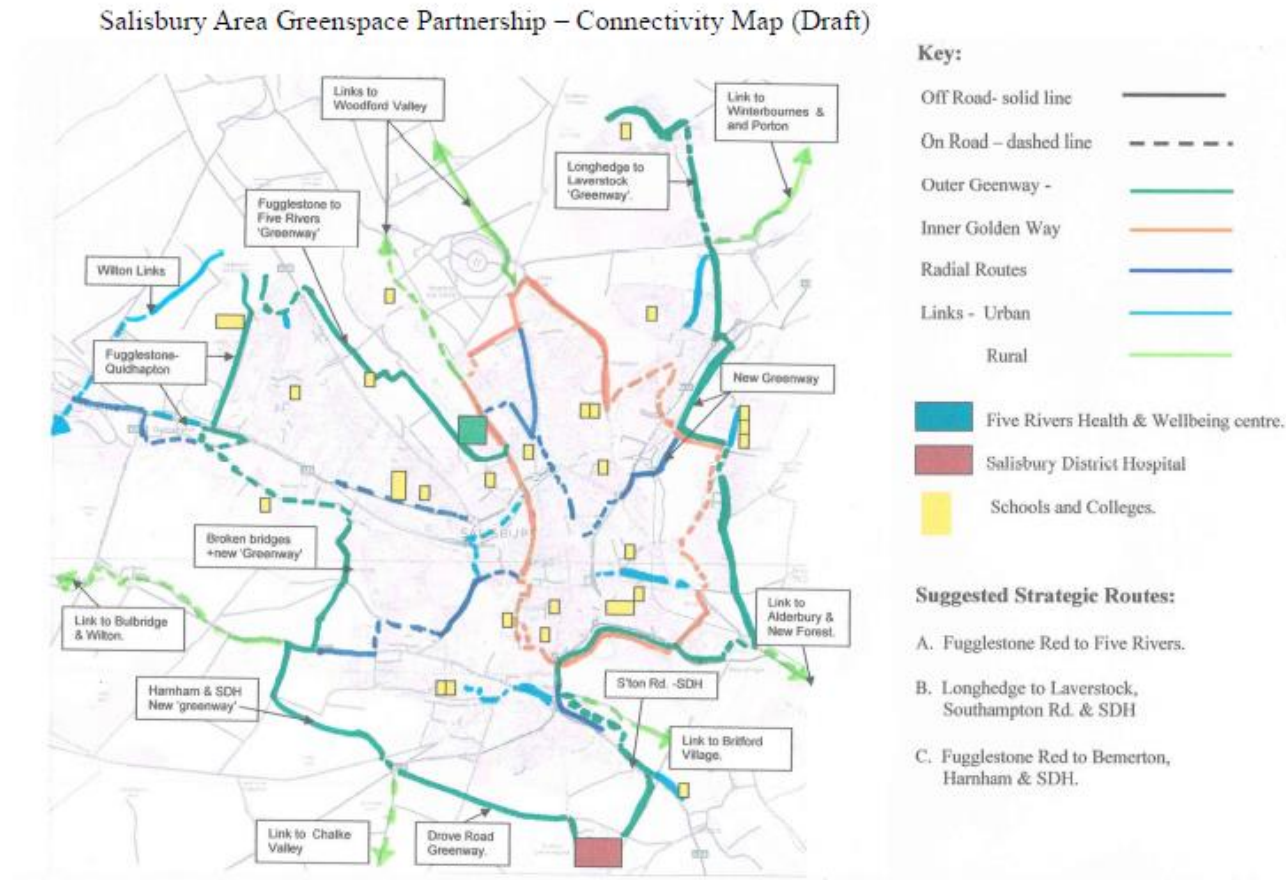 Salisbury Area Greenspace Partnership – Connectivity Map (Draft)
Links to
Woodford Valley
Link to
Winterbournes &
and Porton
Longhedge to
Laverstock
'Greenway'.
Fugglestone to
Five Rivers
'Greenway'
Wilton Links
Fugglestone-
Quidhapton
New Greenway
SALISBURY
Broken bridges
+new 'Greenway'
Link to Bulbridge
& Wilton.
Link to
Alderbury &
New Forest.
Harnham & SDH
New 'greenway'
S'ton Rd. -SDH
Link to Britford
Village.
Link to Chalke
Valley
Drove Road
Greenway.
Key:
Off Road- solid line
On Road – dashed line
Outer Geenway -
Inner Golden Way
Radial Routes
Links - Urban
Rural
Five Rivers Health & Wellbeing centre.
Salisbury District Hospital
Schools and Colleges.
Suggested Strategic Routes:
A. Fugglestone Red to Five Rivers.
B. Longhedge to Laverstock,
Southampton Rd. & SDH
C. Fugglestone Red to Bemerton,
Harnham & SDH.